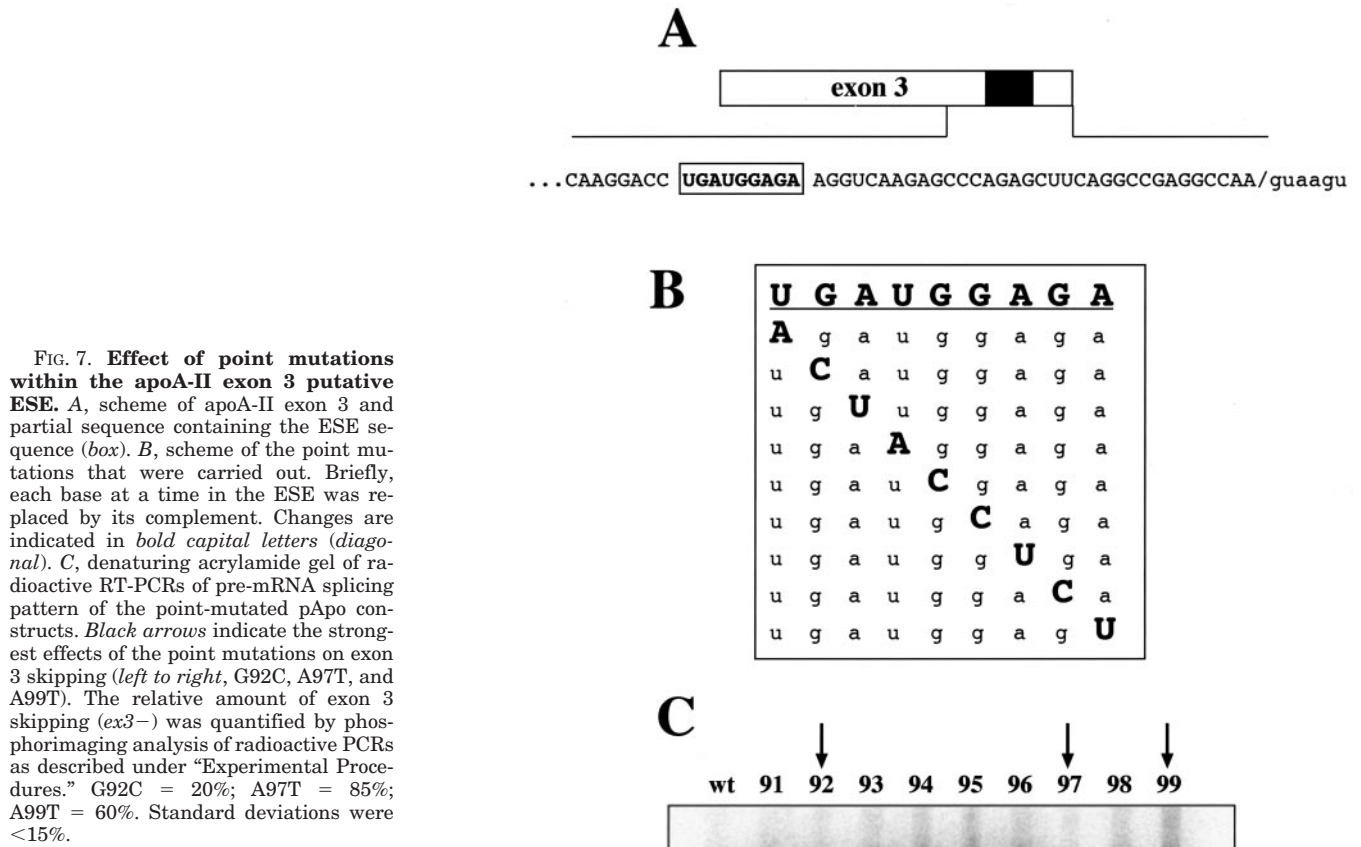 A
exon 3
...CAAGGACC UGAUGGAGA AGGUCAAGAGCCCAGAGCUUCAGGCCGAGGCCAA/guaagu
B
U G A U G G A G A
A g a u g g a g a
u C a u g g a g a
u g U u g g a g a
u g a A g g a g a
u g a u C g a g a
u g a u g C a g a
u g a u g g U g a
u g a u g g a C a
u g a u g g a g U
FIG. 7. Effect of point mutations
within the apoA-II exon 3 putative
ESE. A, scheme of apoA-II exon 3 and
partial sequence containing the ESE se-
quence (box). B, scheme of the point mu-
tations that were carried out. Briefly,
each base at a time in the ESE was re-
placed by its complement. Changes are
indicated in bold capital letters (diago-
nal). C, denaturing acrylamide gel of ra-
dioactive RT-PCRs of pre-mRNA splicing
pattern of the point-mutated pApo con-
structs. Black arrows indicate the strong-
est effects of the point mutations on exon
3 skipping (left to right, G92C, A97T, and
A99T). The relative amount of exon 3
skipping (ex3−) was quantified by phos-
phorimaging analysis of radioactive PCRs
as described under “Experimental Proce-
dures.” G92C = 20%; A97T = 85%;
A99T = 60%. Standard deviations were
<15%.
C
wt 91 92 93 94 95 96 97 98 99